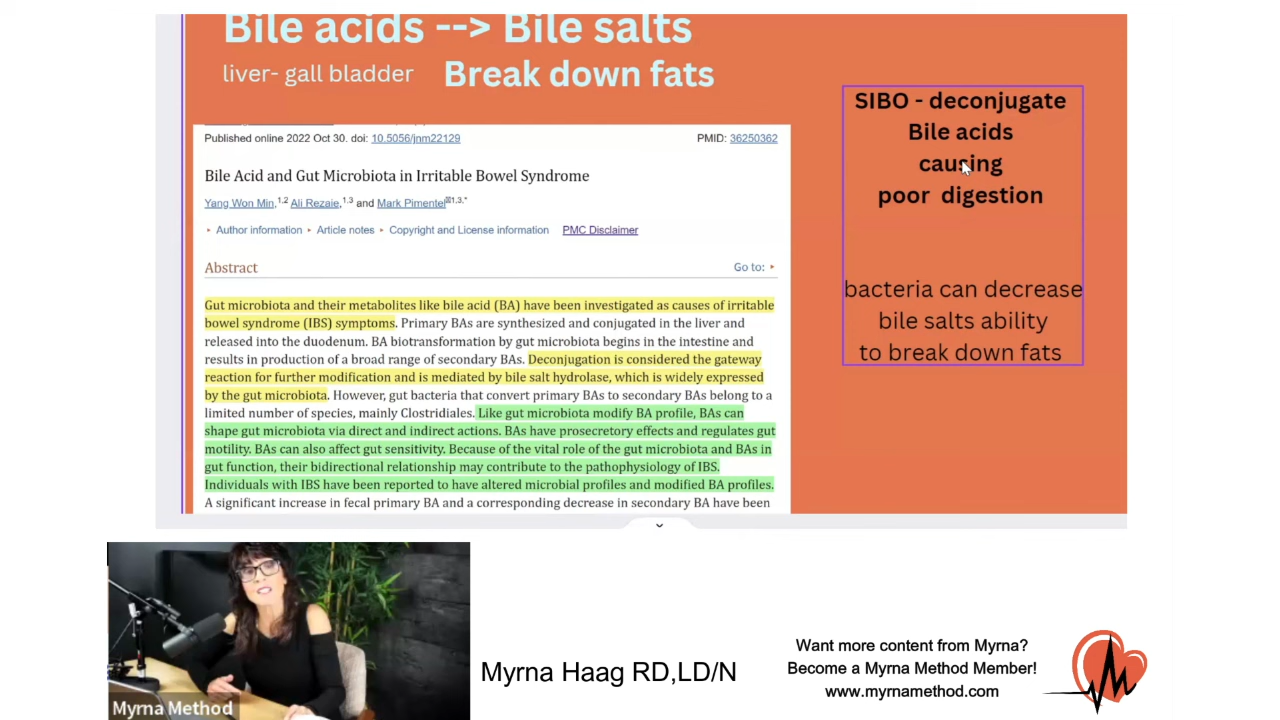 Bile acids --> Bile salts
liver- gall bladder Break down fats
Published online 2022 Oct 30. doi: 10.5056/jnm22129 PMID: 36250362
Bile Acid and Gut Microbiota in Irritable Bowel Syndrome
Yang Won Min,1,2 Ali Rezaie,1,3 and Mark Pimentel✉1,3,*
▸ Author information ▸ Article notes ▸ Copyright and License information PMC Disclaimer
Abstract Go to: ▸
Gut microbiota and their metabolites like bile acid (BA) have been investigated as causes of irritable
bowel syndrome (IBS) symptoms. Primary BAs are synthesized and conjugated in the liver and
released into the duodenum. BA biotransformation by gut microbiota begins in the intestine and
results in production of a broad range of secondary BAs. Deconjugation is considered the gateway
reaction for further modification and is mediated by bile salt hydrolase, which is widely expressed
by the gut microbiota. However, gut bacteria that convert primary BAs to secondary BAs belong to a
limited number of species, mainly Clostridiales. Like gut microbiota modify BA profile, BAs can
shape gut microbiota via direct and indirect actions. BAs have prosecretory effects and regulates gut
motility. BAs can also affect gut sensitivity. Because of the vital role of the gut microbiota and BAs in
gut function, their bidirectional relationship may contribute to the pathophysiology of IBS.
Individuals with IBS have been reported to have altered microbial profiles and modified BA profiles.
A significant increase in fecal primary BA and a corresponding decrease in secondary BA have been
SIBO - deconjugate
Bile acids
causing
poor digestion
bacteria can decrease
bile salts ability
to break down fats
Myrna Method
Myrna Haag RD,LD/N
Want more content from Myrna?
Become a Myrna Method Member!
www.myrnamethod.com